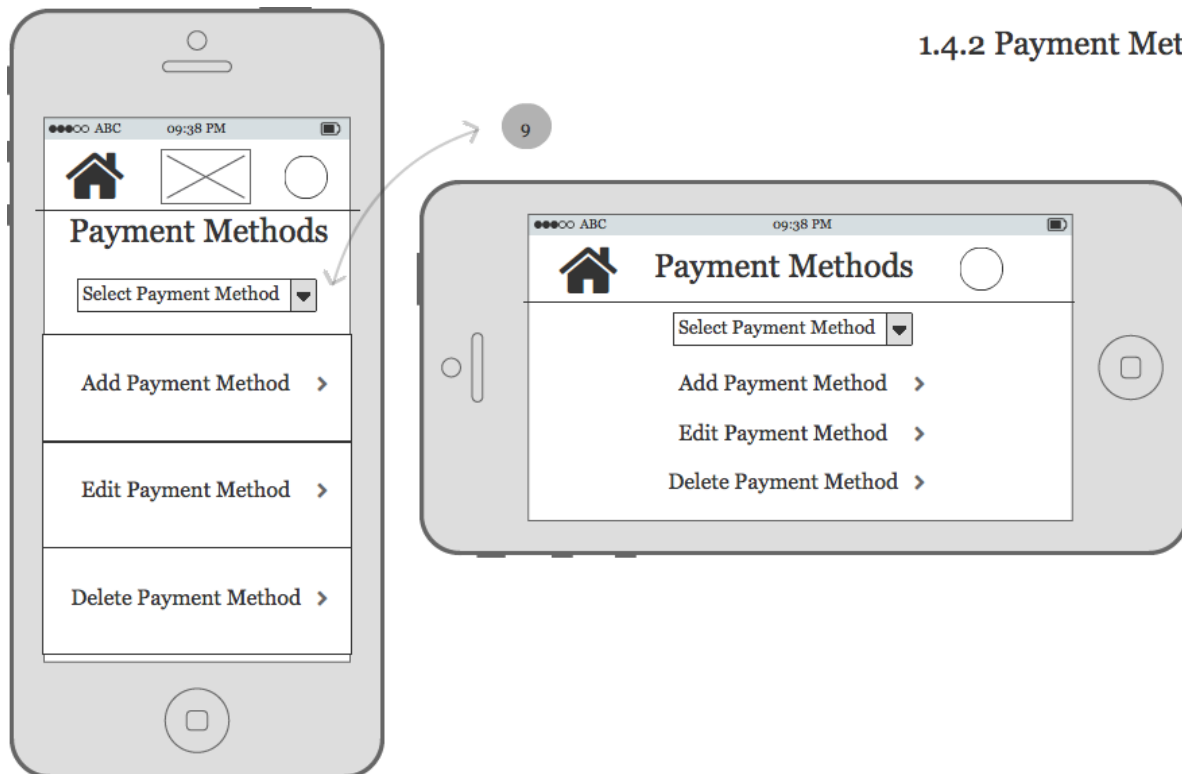 1.4.2 Payment Met
9
ABC 09:38 PM
Payment Methods
Select Payment Method
Add Payment Method
Edit Payment Method
Delete Payment Method
ABC 09:38 PM
Payment Methods
Select Payment Method
Add Payment Method
Edit Payment Method
Delete Payment Method